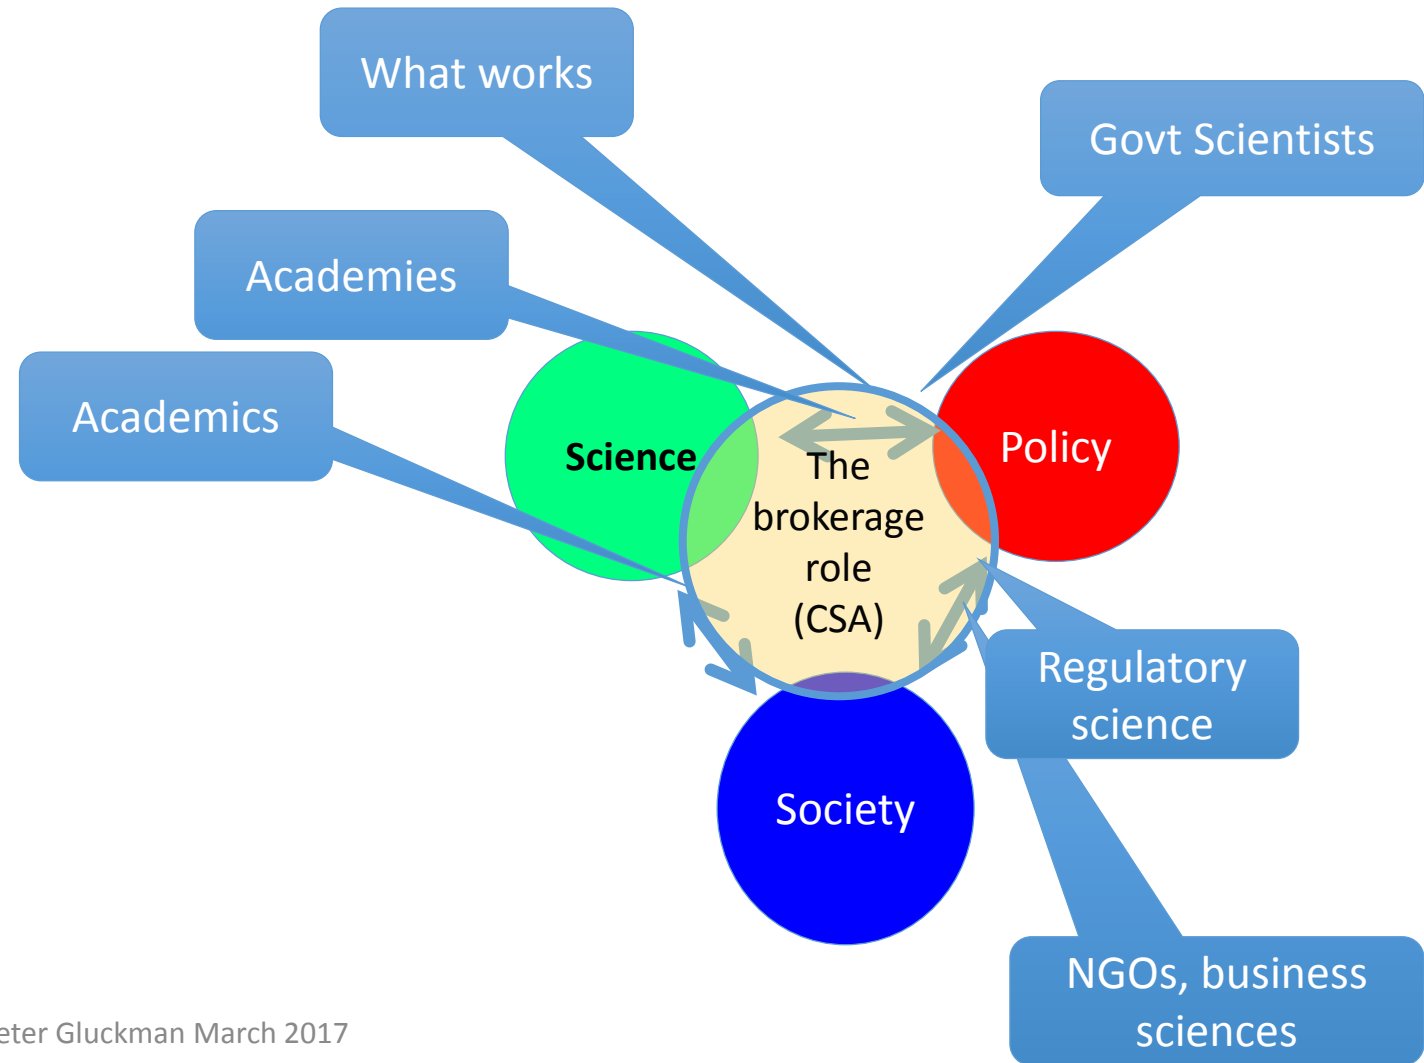 What works
Govt Scientists
Academies
Academics
Science
Policy
The
brokerage
role
(CSA)
Regulatory
science
Society
NGOs, business
sciences
eter Gluckman March 2017